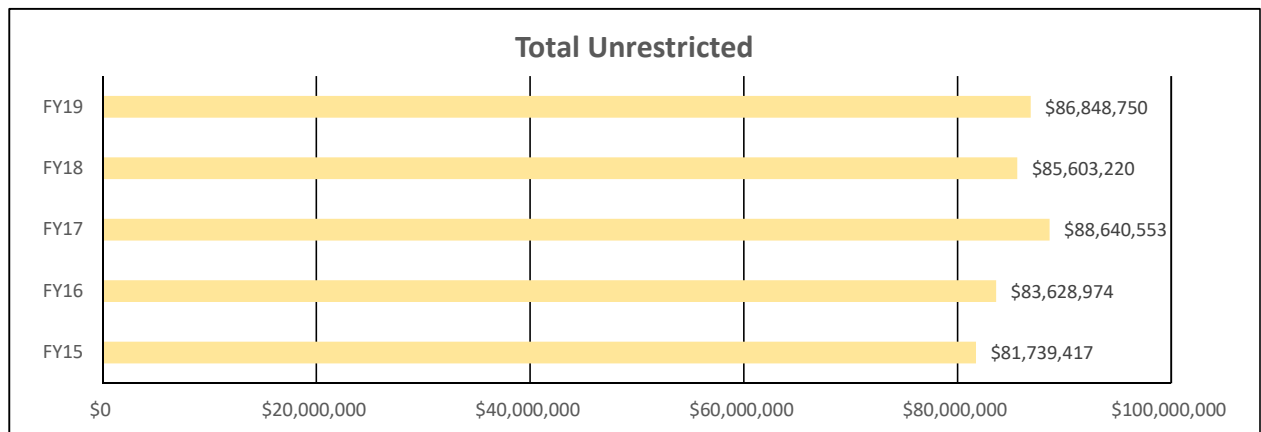 Total Unrestricted
FY19 $86,848,750
FY18 $85,603,220
FY17 $88,640,553
FY16 $83,628,974
FY15 $81,739,417
$0 $20,000,000 $40,000,000 $60,000,000 $80,000,000 $100,000,000